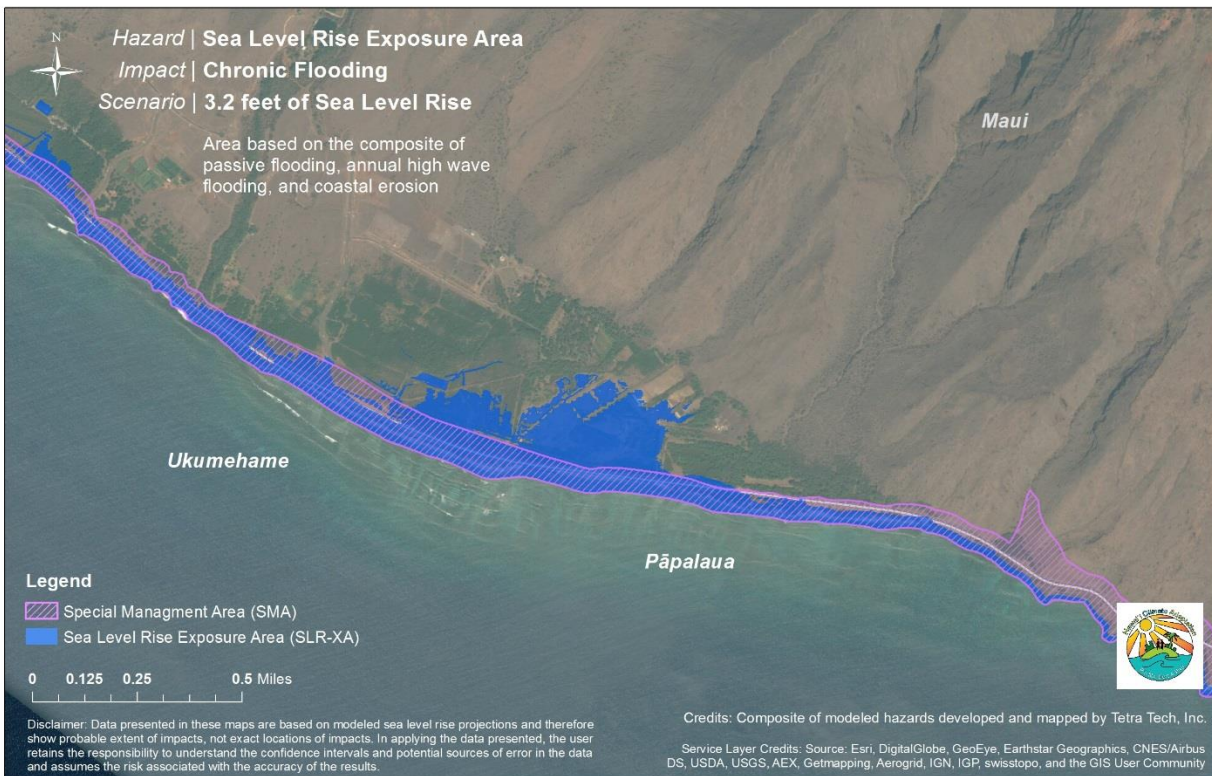 N
Hazard | Sea Level Rise Exposure Area
Impact | Chronic Flooding
Scenario | 3.2 feet of Sea Level Rise
Area based on the composite of
passive flooding, annual high wave
flooding, and coastal erosion
Maui
Ukumehame
Pāpalaua
Legend
Special Managment Area (SMA)
Sea Level Rise Exposure Area (SLR-XA)
0 0.125 0.25 0.5 Miles
Disclaimer: Data presented in these maps are based on modeled sea level rise projections and therefore
show probable extent of impacts, not exact locations of impacts. In applying the data presented, the user
retains the responsibility to understand the confidence intervals and potential sources of error in the data
and assumes the risk associated with the accuracy of the results.
Credits: Composite of modeled hazards developed and mapped by Tetra Tech, Inc.
Service Layer Credits: Source: Esri, DigitalGlobe, GeoEye, Earthstar Geographics, CNES/Airbus
DS, USDA, USGS, AEX, Getmapping, Aerogrid, IGN, IGP, swisstopo, and the GIS User Community